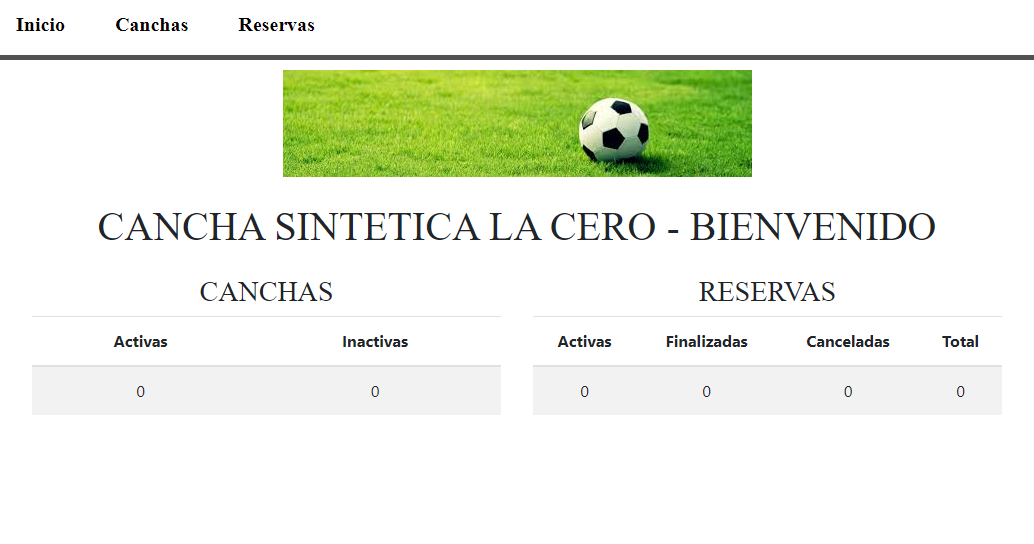 Inicio Canchas Reservas
CANCHA SINTETICA LA CERO - BIENVENIDO
CANCHAS
Activas Inactivas
0 0
RESERVAS
Activas Finalizadas Canceladas Total
0 0 0 0